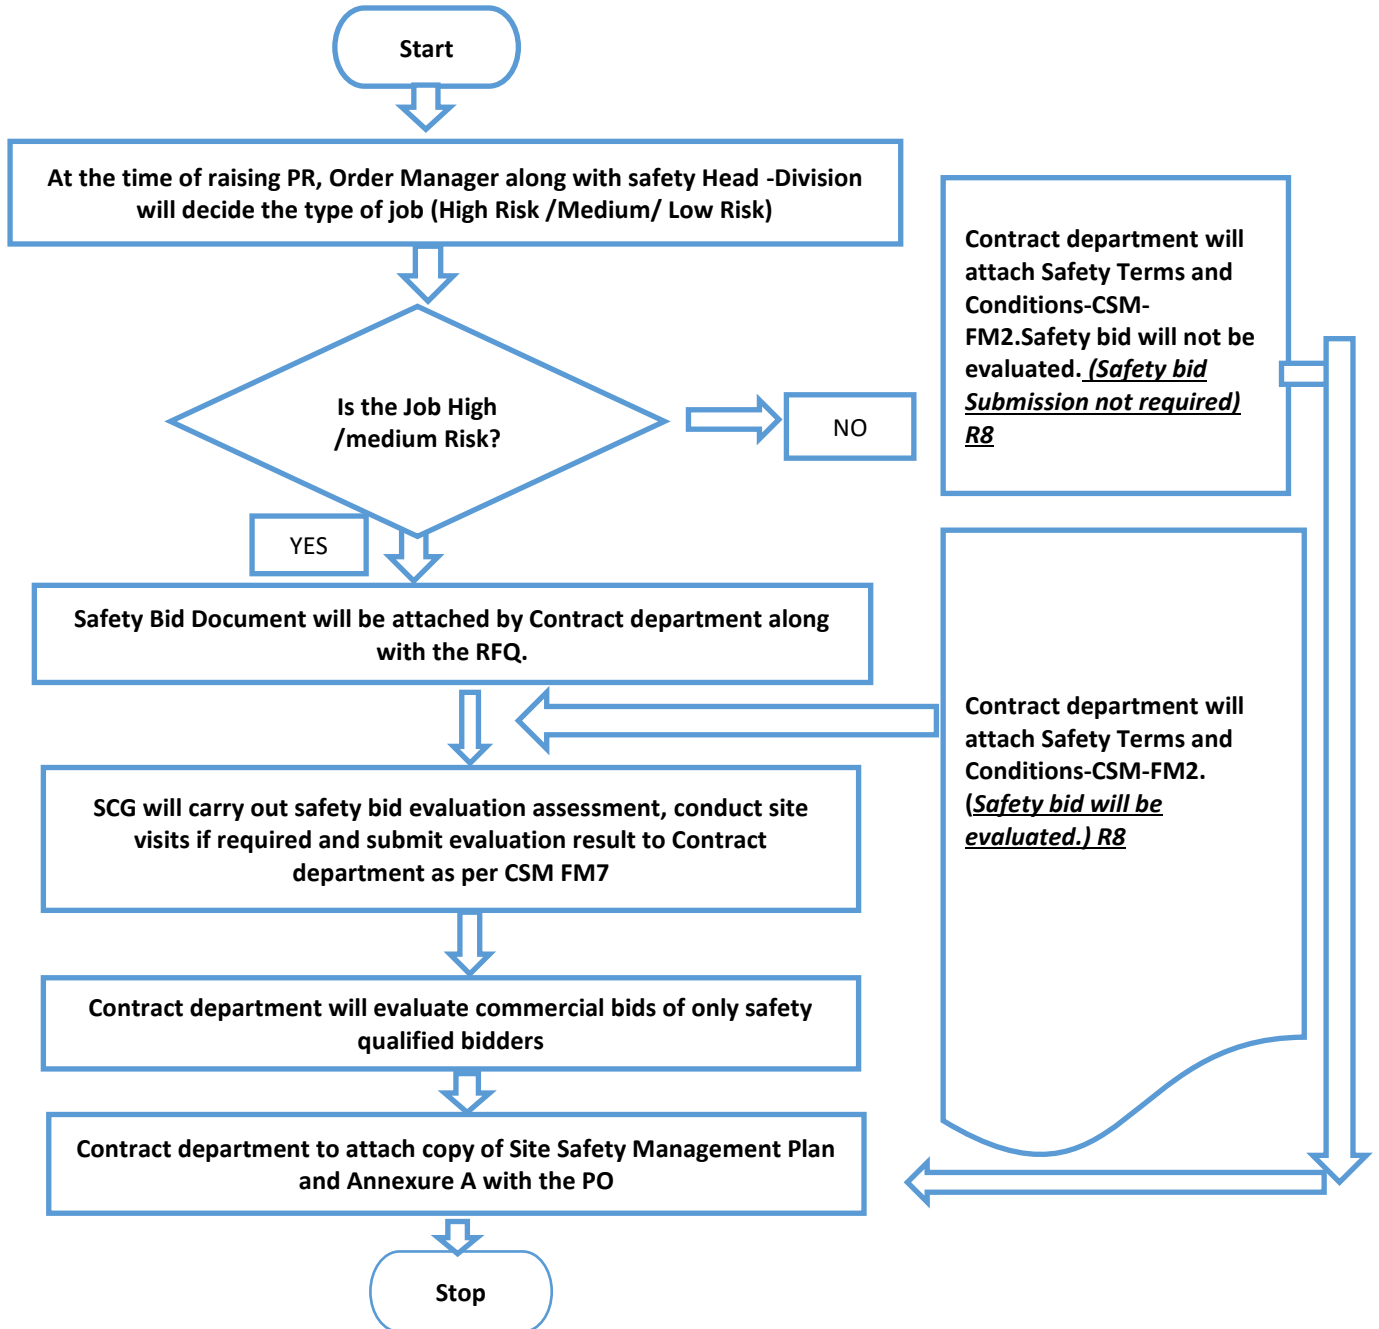 Start
At the time of raising PR, Order Manager along with safety Head -Division
will decide the type of job (High Risk /Medium/ Low Risk)
Is the Job High
/medium Risk?
NO
Contract department will
attach Safety Terms and
Conditions-CSM-
FM2.Safety bid will not be
evaluated. (Safety bid
Submission not required)
R8
YES
Safety Bid Document will be attached by Contract department along
with the RFQ.
Contract department will
attach Safety Terms and
Conditions-CSM-FM2.
(Safety bid will be
evaluated.) R8
SCG will carry out safety bid evaluation assessment, conduct site
visits if required and submit evaluation result to Contract
department as per CSM FM7
Contract department will evaluate commercial bids of only safety
qualified bidders
Contract department to attach copy of Site Safety Management Plan
and Annexure A with the PO
Stop